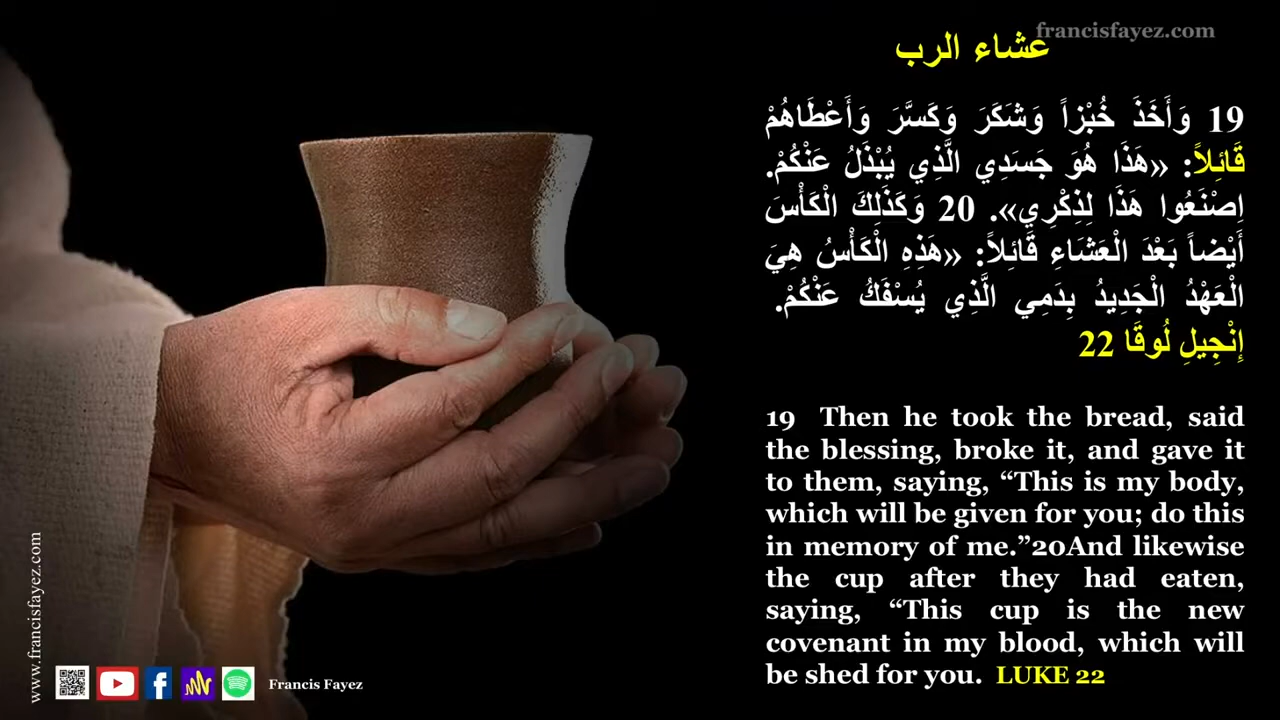 francisfayez.com
عشاء الرب
19 وَأَخَذَ خُبْزاً وَشَكَرَ وَكَسَّرَ وَأَعْطَاهُمْ
قَائِلاً: «هَذَا هُوَ جَسَدِي الَّذِي يُبْذَلُ عَنْكُمْ.
اِصْنَعُوا هَذَا لِذِكْرِي». 20 وَكَذَلِكَ الْكَأْسَ
أَيْضاً بَعْدَ الْعَشَاءِ قَائِلاً: «هَذِهِ الْكَأْسُ هِيَ
الْعَهْدُ الْجَدِيدُ بِدَمِي الَّذِي يُسْفَكُ عَنْكُمْ.
إِنْجِيلِ لُوقَا 22
19 Then he took the bread, said
the blessing, broke it, and gave it
to them, saying, “This is my body,
which will be given for you; do this
in memory of me.”20And likewise
the cup after they had eaten,
saying, “This cup is the new
covenant in my blood, which will
be shed for you. LUKE 22
www.francisfayez.com
Francis Fayez